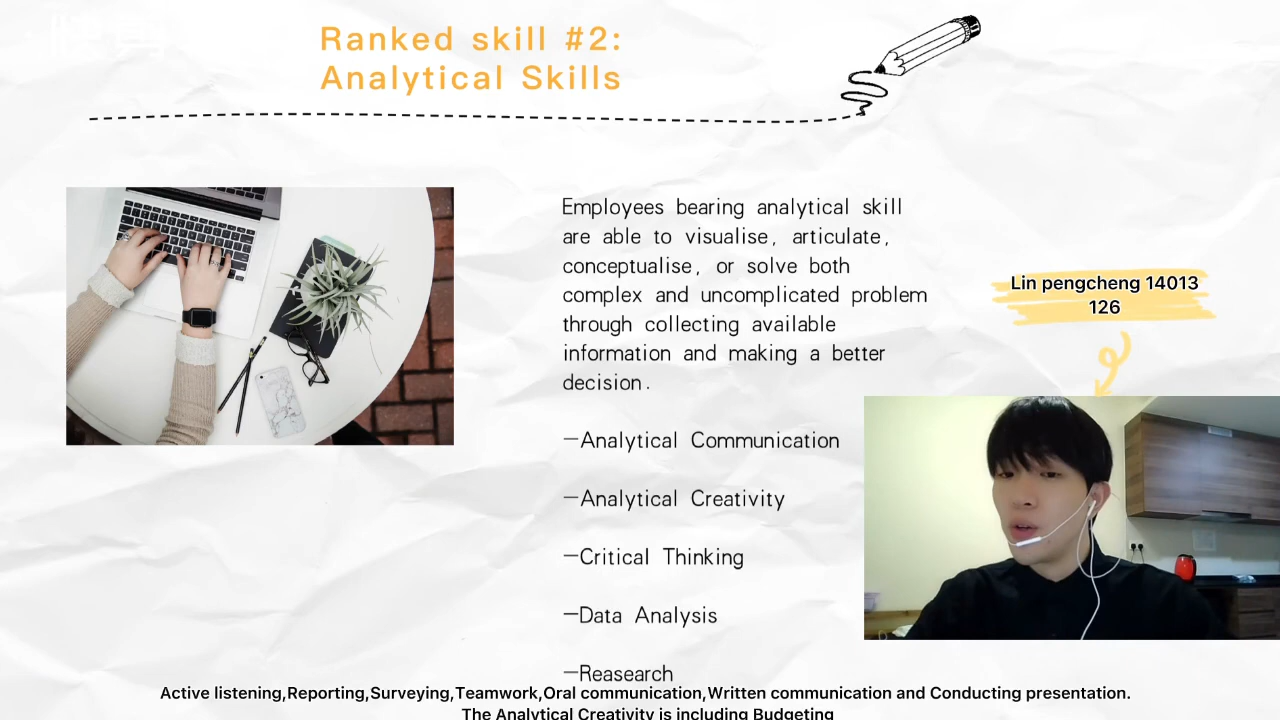 Ranked skill #2:
Analytical Skills
Employees bearing analytical skill
are able to visualise, articulate,
conceptualise, or solve both
complex and uncomplicated problem
through collecting available
information and making a better
decision.
—Analytical Communication
—Analytical Creativity
—Critical Thinking
—Data Analysis
—Reasearch
Lin pengcheng 14013
126
Active listening,Reporting,Surveying,Teamwork,Oral communication,Written communication and Conducting presentation.
The Analytical Creativity is including Budgeting